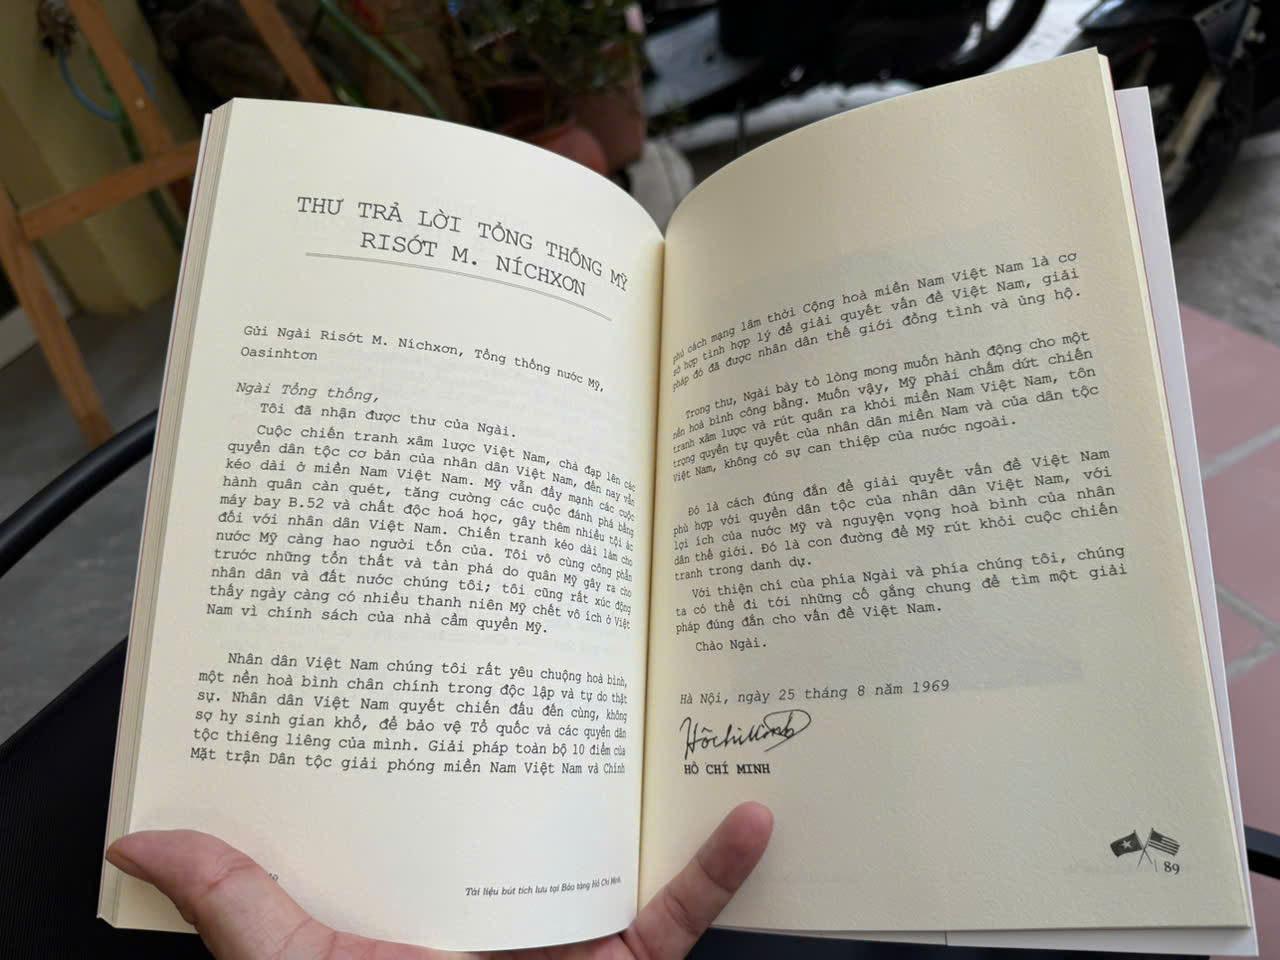 THƯ TRẢ LỜI TỔNG THỐNG MỸ
RISỚT M. NÍCHXƠN
Gửi Ngài Risớt M. Níchxơn, Tổng thống nước Mỹ,
Oasinhtơn
Ngài Tổng thống,
Tôi đã nhận được thư của Ngài.
Cuộc chiến tranh xâm lược Việt Nam, chà đạp lên các
quyền dân tộc cơ bản của nhân dân Việt Nam, đến nay vẫn
kéo dài ở miền Nam Việt Nam. Mỹ vẫn đẩy mạnh các cuộc
hành quân càn quét, tăng cường các cuộc đánh phá bằng
máy bay B.52 và chất độc hoá học, gây thêm nhiều tội ác
đối với nhân dân Việt Nam. Chiến tranh kéo dài làm cho
nước Mỹ càng hao người tốn của. Tôi vô cùng công phẫn
trước những tổn thất và tàn phá do quân Mỹ gây ra cho
nhân dân và đất nước chúng tôi; tôi cũng rất xúc động
thấy ngày càng có nhiều thanh niên Mỹ chết vô ích ở Việt
Nam vì chính sách của nhà cầm quyền Mỹ.
Nhân dân Việt Nam chúng tôi rất yêu chuộng hoà bình,
một nền hoà bình chân chính trong độc lập và tự do thật
sự. Nhân dân Việt Nam quyết chiến đấu đến cùng, không
sợ hy sinh gian khổ, để bảo vệ Tổ quốc và các quyền dân
tộc thiêng liêng của mình. Giải pháp toàn bộ 10 điểm của
Mặt trận Dân tộc giải phóng miền Nam Việt Nam và Chính
Tài liệu bút tích lưu tại Bảo tàng Hồ Chí Minh.
phủ cách mạng lâm thời Cộng hoà miền Nam Việt Nam là cơ
sở hợp tình hợp lý để giải quyết vấn đề Việt Nam, giải
pháp đó đã được nhân dân thế giới đồng tình và ủng hộ.
Trong thư, Ngài bày tỏ lòng mong muốn hành động cho một
nền hoà bình công bằng. Muốn vậy, Mỹ phải chấm dứt chiến
tranh xâm lược và rút quân ra khỏi miền Nam Việt Nam, tôn
trọng quyền tự quyết của nhân dân miền Nam và của dân tộc
Việt Nam, không có sự can thiệp của nước ngoài.
Đó là cách đúng đắn để giải quyết vấn đề Việt Nam
phù hợp với quyền dân tộc của nhân dân Việt Nam, với
lợi ích của nước Mỹ và nguyện vọng hoà bình của nhân
dân thế giới. Đó là con đường để Mỹ rút khỏi cuộc chiến
tranh trong danh dự.
Với thiện chí của phía Ngài và phía chúng tôi, chúng
ta có thể đi tới những cố gắng chung để tìm một giải
pháp đúng đắn cho vấn đề Việt Nam.
Chào Ngài.
Hà Nội, ngày 25 tháng 8 năm 1969
Hồ Chí Minh
HỒ CHÍ MINH
89